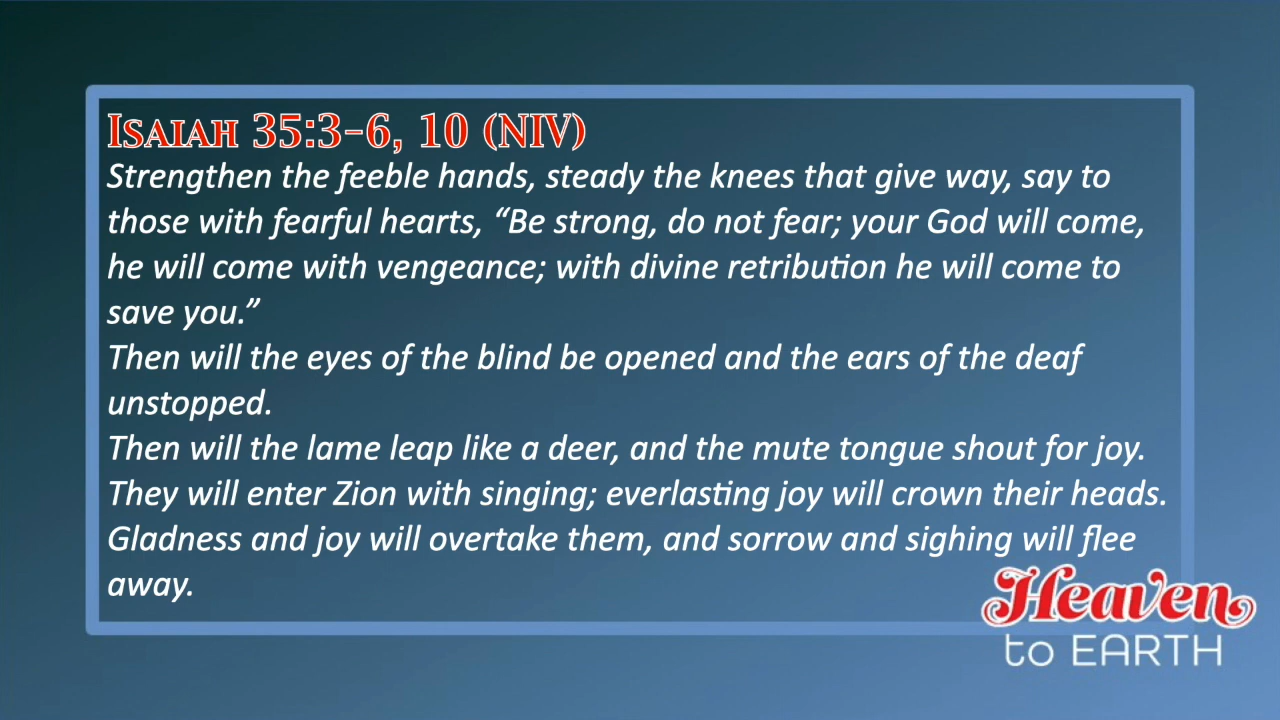 Isaiah 35:3-6, 10 (NIV)
Strengthen the feeble hands, steady the knees that give way, say to
those with fearful hearts, “Be strong, do not fear; your God will come,
he will come with vengeance; with divine retribution he will come to
save you.”
Then will the eyes of the blind be opened and the ears of the deaf
unstopped.
Then will the lame leap like a deer, and the mute tongue shout for joy.
They will enter Zion with singing; everlasting joy will crown their heads.
Gladness and joy will overtake them, and sorrow and sighing will flee
away.
Heaven
to EARTH